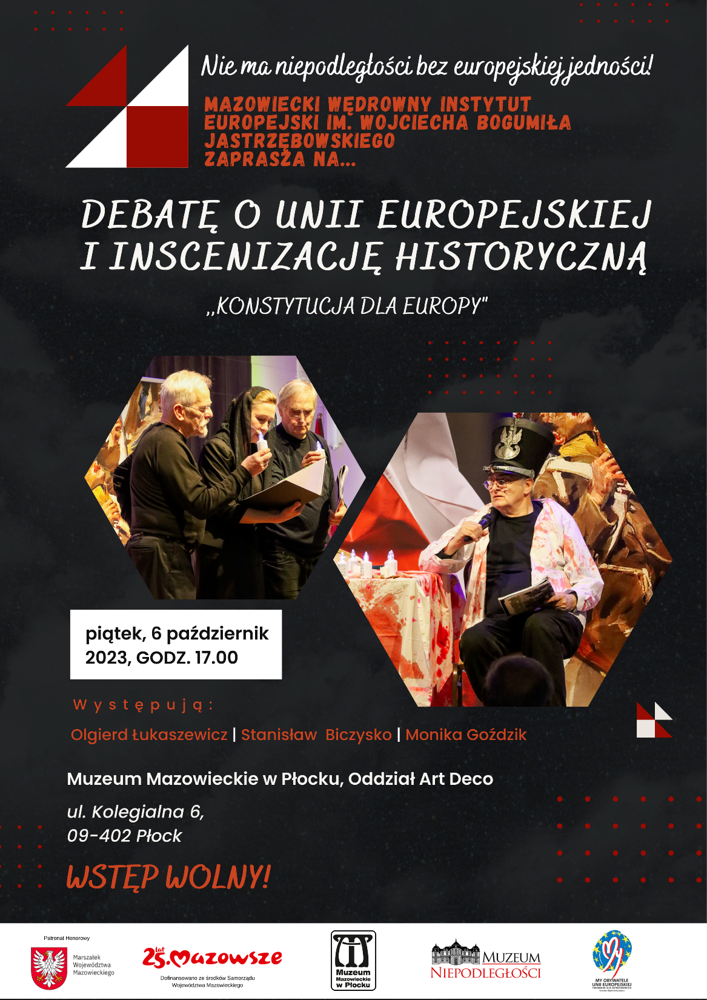 Nie ma niepodległości bez europejskiej jedności!
MAZOWIECKI WĘDROWNY INSTYTUT
EUROPEJSKI IM. WOJCIECHA BOGUMIŁA
JASTRZĘBOWSKIEGO
ZAPRASZA NA...
DEBATĘ O UNII EUROPEJSKIEJ
I INSCENIZACJĘ HISTORYCZNĄ
,,KONSTYTUCJA DLA EUROPY"
piątek, 6 październik
2023, GODZ. 17.00
Występują:
Olgierd Łukaszewicz | Stanisław Biczysko | Monika Goździk
Muzeum Mazowieckie w Płocku, Oddział Art Deco
ul. Kolegialna 6,
09-402 Płock
WSTĘP WOLNY!
Patronat Honorowy
Marszałek
Województwa
Mazowieckiego
25 lat Mazowsze
Dofinansowano ze środków Samorządu
Województwa Mazowieckiego
Muzeum
Mazowieckie
w Płocku
MUZEUM
NIEPODLEGŁOŚCI
My
MY OBYWATELE
UNII EUROPEJSKIEJ